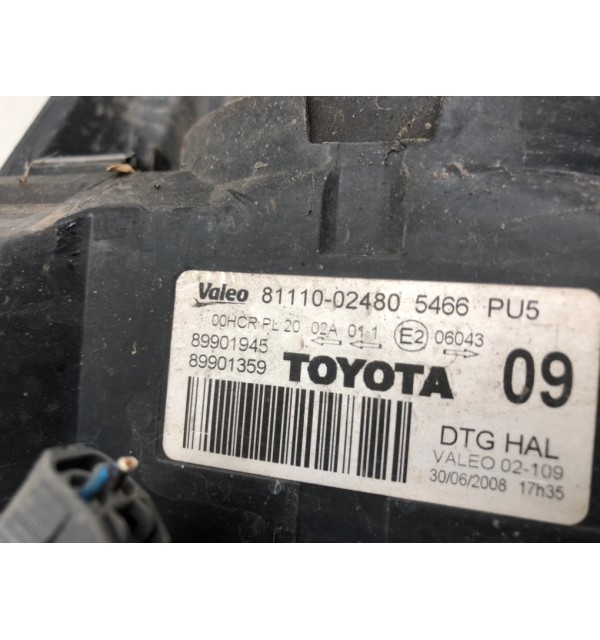 Valeo 81110-02480 5466 PU5
00HCR PL 20 02A 01 1 E2 06043
89901945
89901359 TOYOTA 09
DTG HAL
VALEO 02-109
30/06/2008 17h35